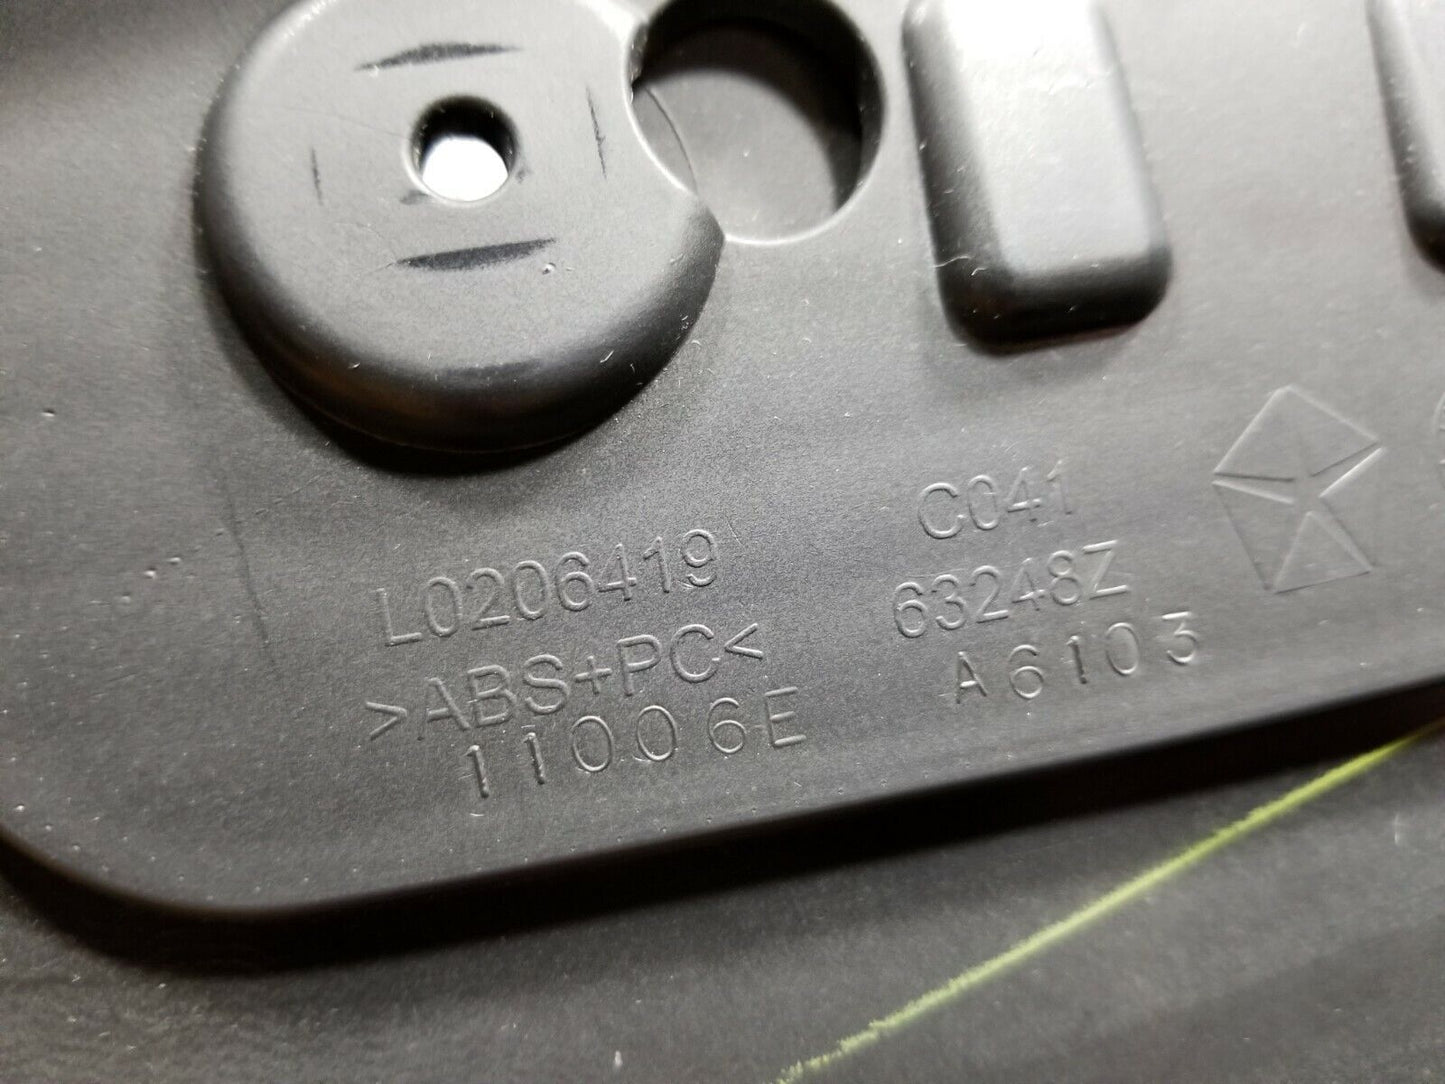 L0206419
>ABS+PC<
11006E
C041
63248Z
A6103